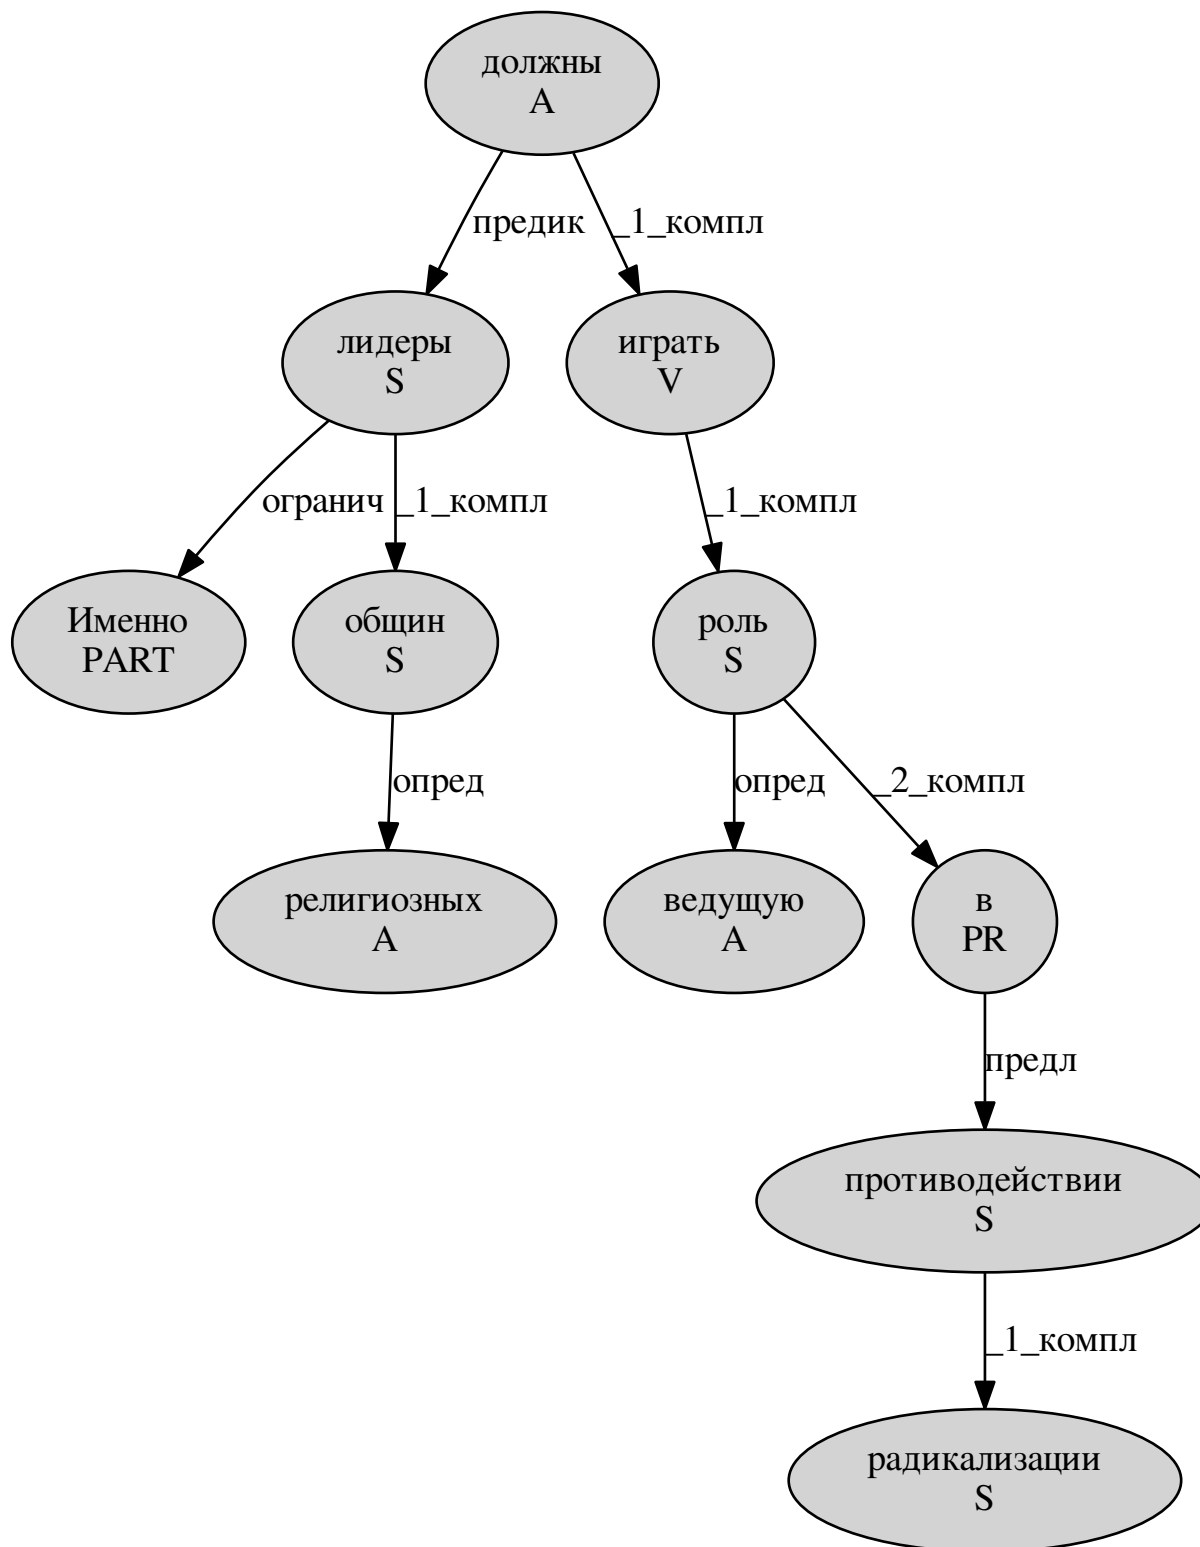 должны
A
предик
_1_компл
лидеры
S
играть
V
огранич
_1_компл
_1_компл
Именно
PART
общин
S
роль
S
опред
опред
_2_компл
религиозных
A
ведущую
A
в
PR
предл
противодействии
S
_1_компл
радикализации
S